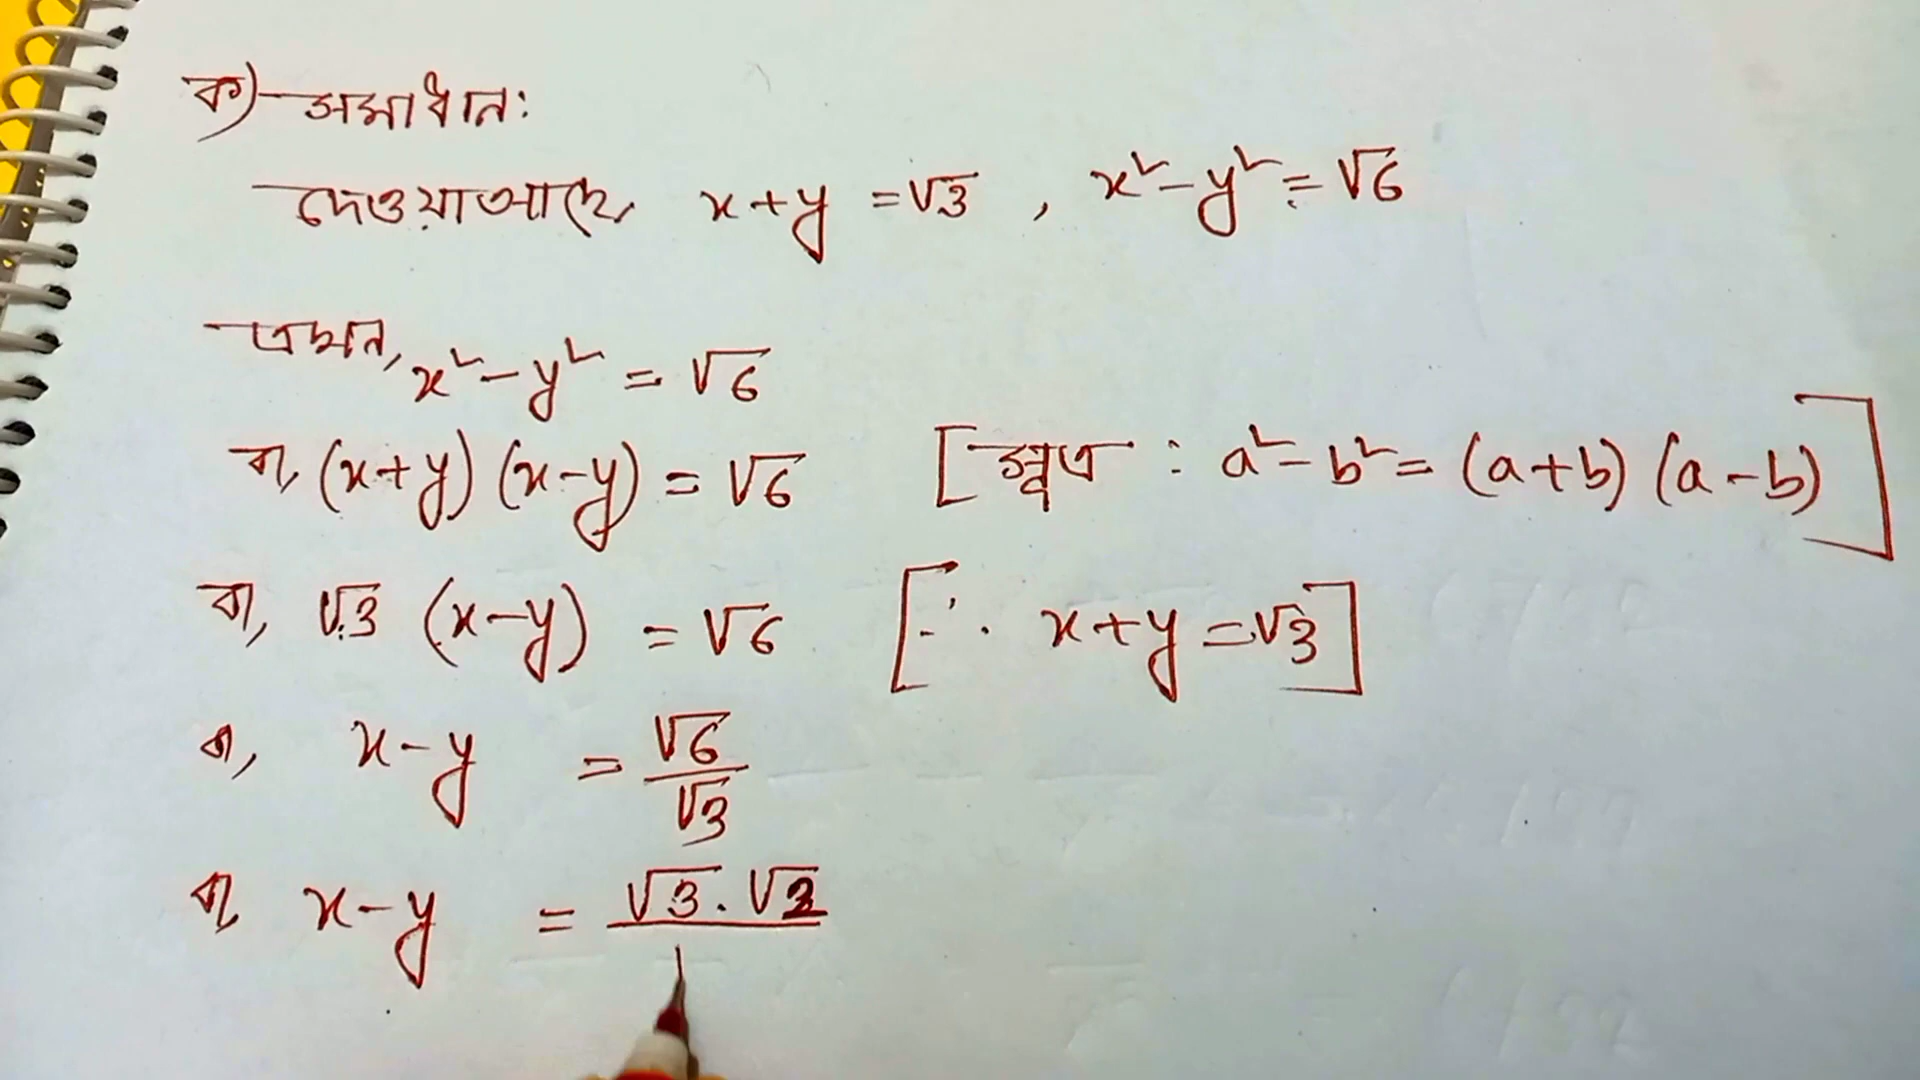 ক) সমাধান:
দেওয়া আছে, x+y = √3 , x² - y² = √6
এখন, x² - y² = √6
বা, (x+y) (x-y) = √6 [সূত্র : a² - b² = (a+b) (a-b)]
বা, √3 (x-y) = √6 [∵ x+y = √3]
বা, x-y = √6/√3
বা, x-y = √3.√2